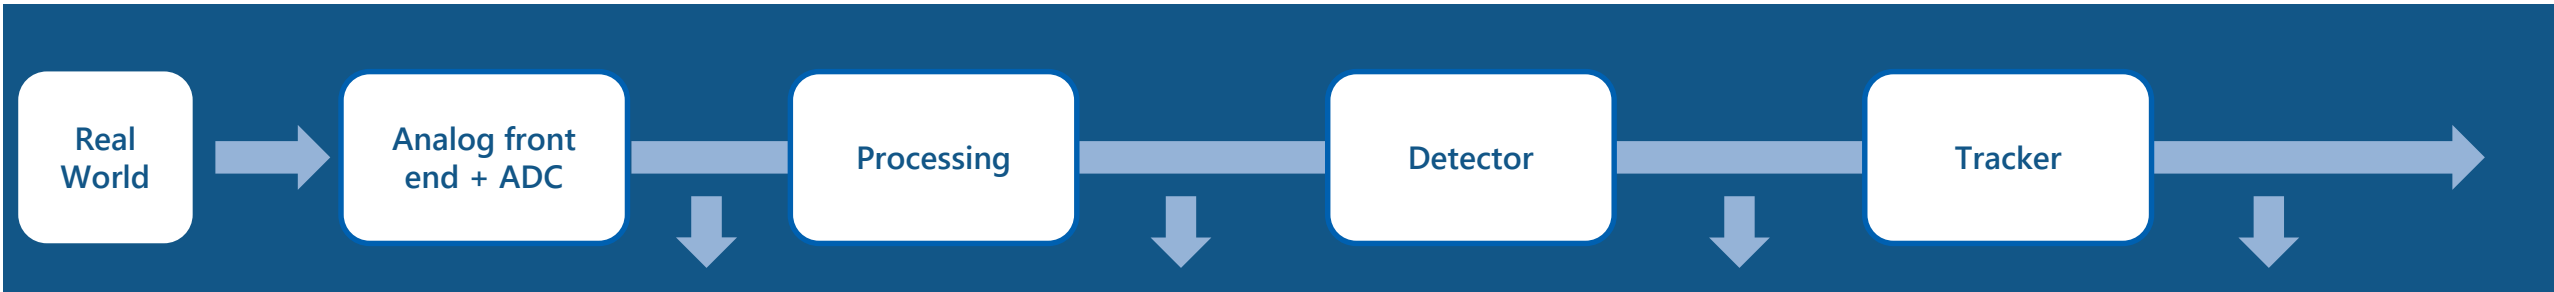 Real
World
Analog front
end + ADC
Processing
Detector
Tracker